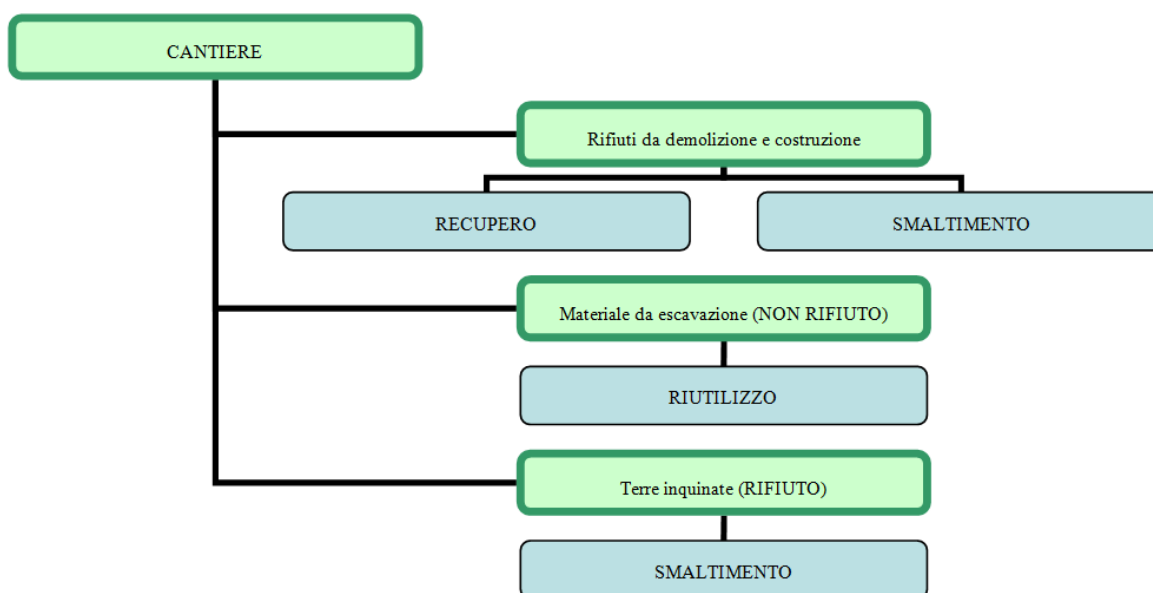 CANTIERE
Rifiuti da demolizione e costruzione
RECUPERO
SMALTIMENTO
Materiale da escavazione (NON RIFIUTO)
RIUTILIZZO
Terre inquinate (RIFIUTO)
SMALTIMENTO